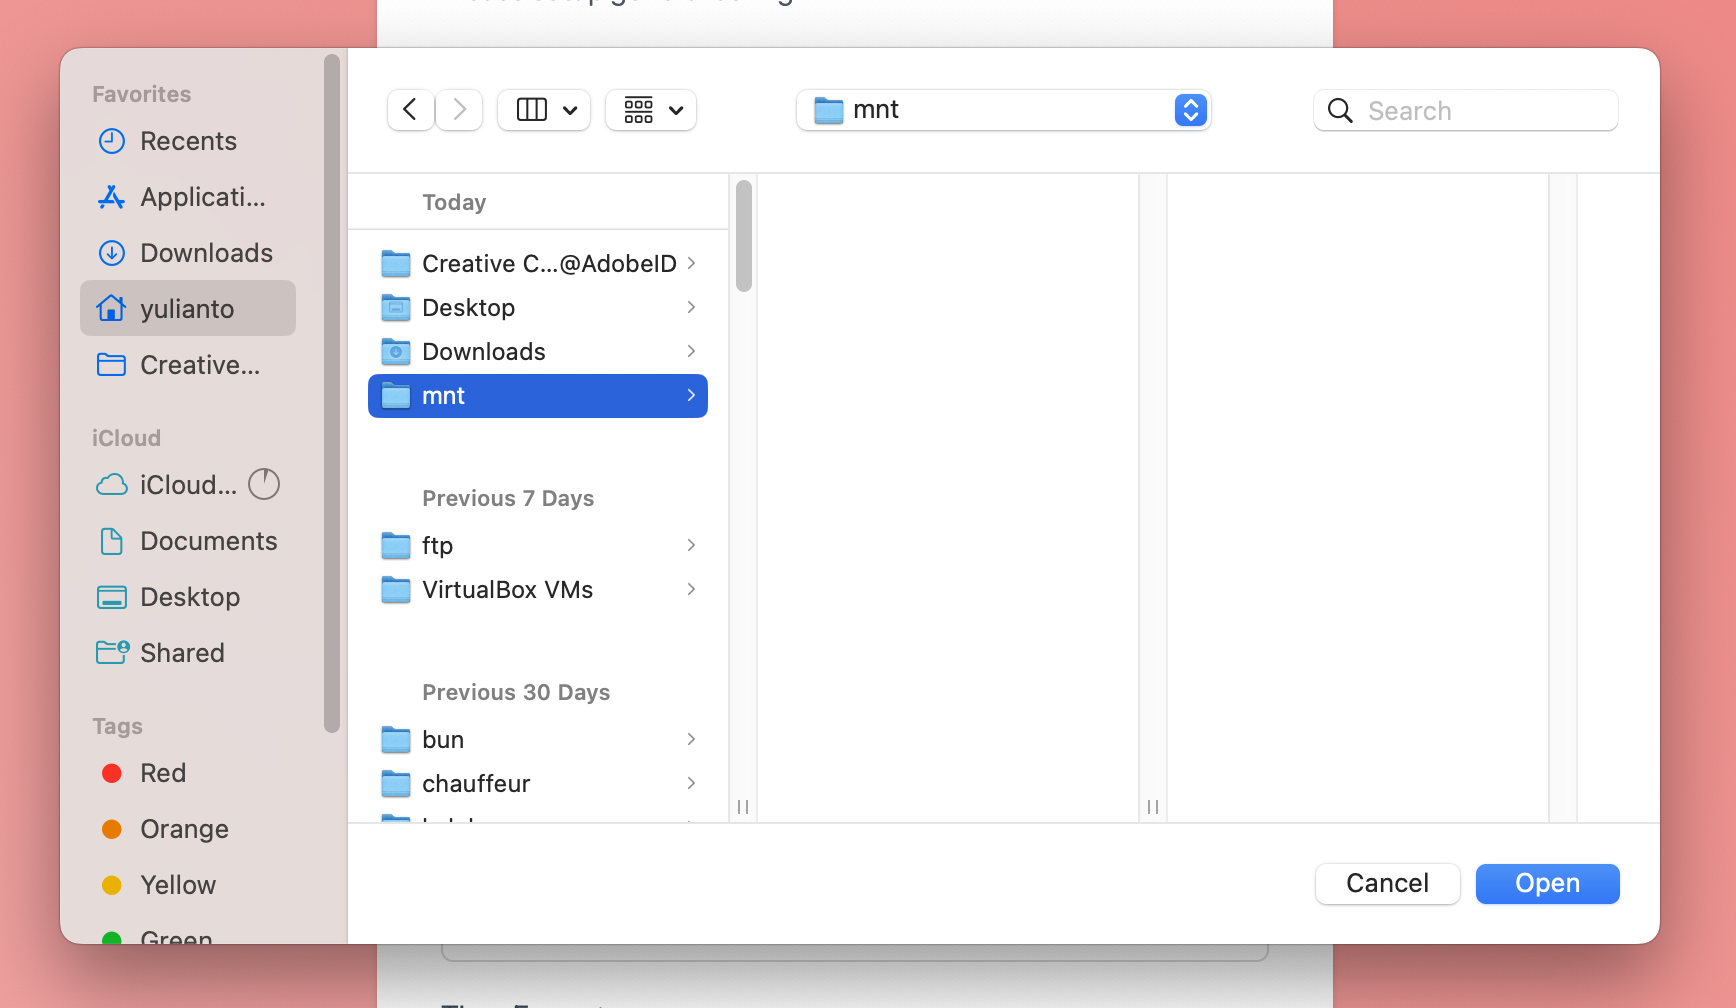 Favorites
Recents
Applicati...
Downloads
yulianto
Creative...
iCloud
iCloud...
Documents
Desktop
Shared
Tags
Red
Orange
Yellow
Green
mnt
Search
Today
Creative C...@AdobeID
Desktop
Downloads
mnt
Previous 7 Days
ftp
VirtualBox VMs
Previous 30 Days
bun
chauffeur
Cancel
Open